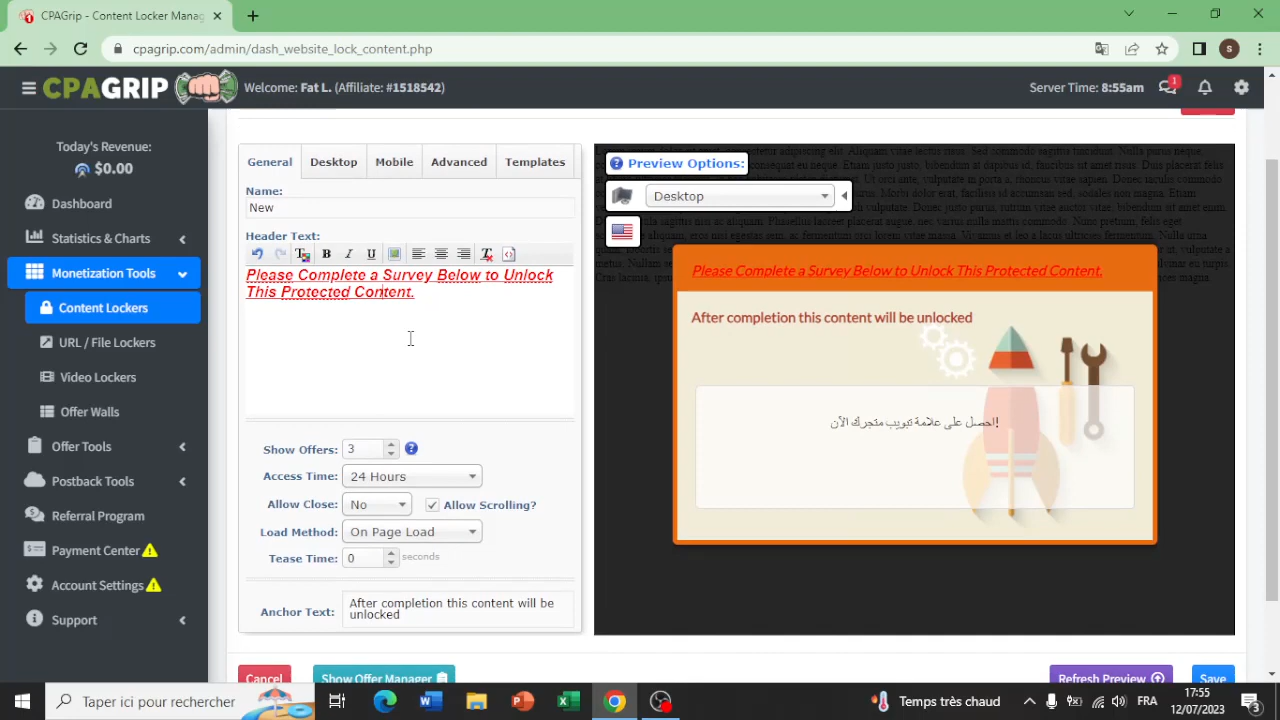 CPAGrip - Content Locker Manag
cpagrip.com/admin/dash_website_lock_content.php
CPAGRIP
Welcome: Fat L. (Affiliate: #1518542)
Server Time: 8:55am
1
Today's Revenue:
$0.00
Dashboard
Statistics & Charts
Monetization Tools
Content Lockers
URL / File Lockers
Video Lockers
Offer Walls
Offer Tools
Postback Tools
Referral Program
Payment Center
Account Settings
Support
General
Desktop
Mobile
Advanced
Templates
Name:
New
Header Text:
B I U
Please Complete a Survey Below to Unlock
This Protected Content.
Show Offers: 3
Access Time: 24 Hours
Allow Close: No
Allow Scrolling?
Load Method: On Page Load
Tease Time: 0 seconds
Anchor Text: After completion this content will be
unlocked
Preview Options:
Desktop
Please Complete a Survey Below to Unlock This Protected Content.
After completion this content will be unlocked
احصل على علامة تبويب متجرك الآن!
Cancel
Show Offer Manager
Refresh Preview
Save
Taper ici pour rechercher
Temps très chaud
FRA
17:55
12/07/2023
3